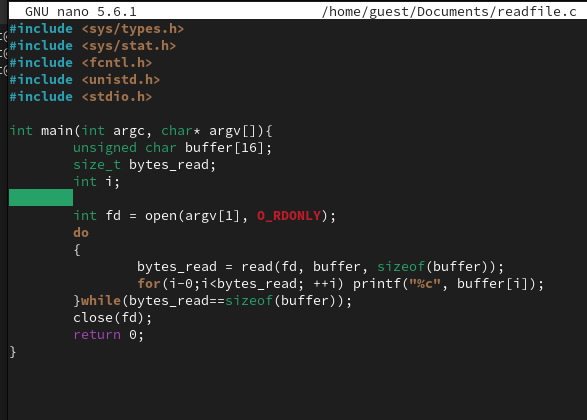 GNU nano 5.6.1 /home/guest/Documents/readfile.c
#include <sys/types.h>
#include <sys/stat.h>
#include <fcntl.h>
#include <unistd.h>
#include <stdio.h>
int main(int argc, char* argv[]){
unsigned char buffer[16];
size_t bytes_read;
int i;
int fd = open(argv[1], O_RDONLY);
do
{
bytes_read = read(fd, buffer, sizeof(buffer));
for(i-0;i<bytes_read; ++i) printf("%c", buffer[i]);
}while(bytes_read==sizeof(buffer));
close(fd);
return 0;
}